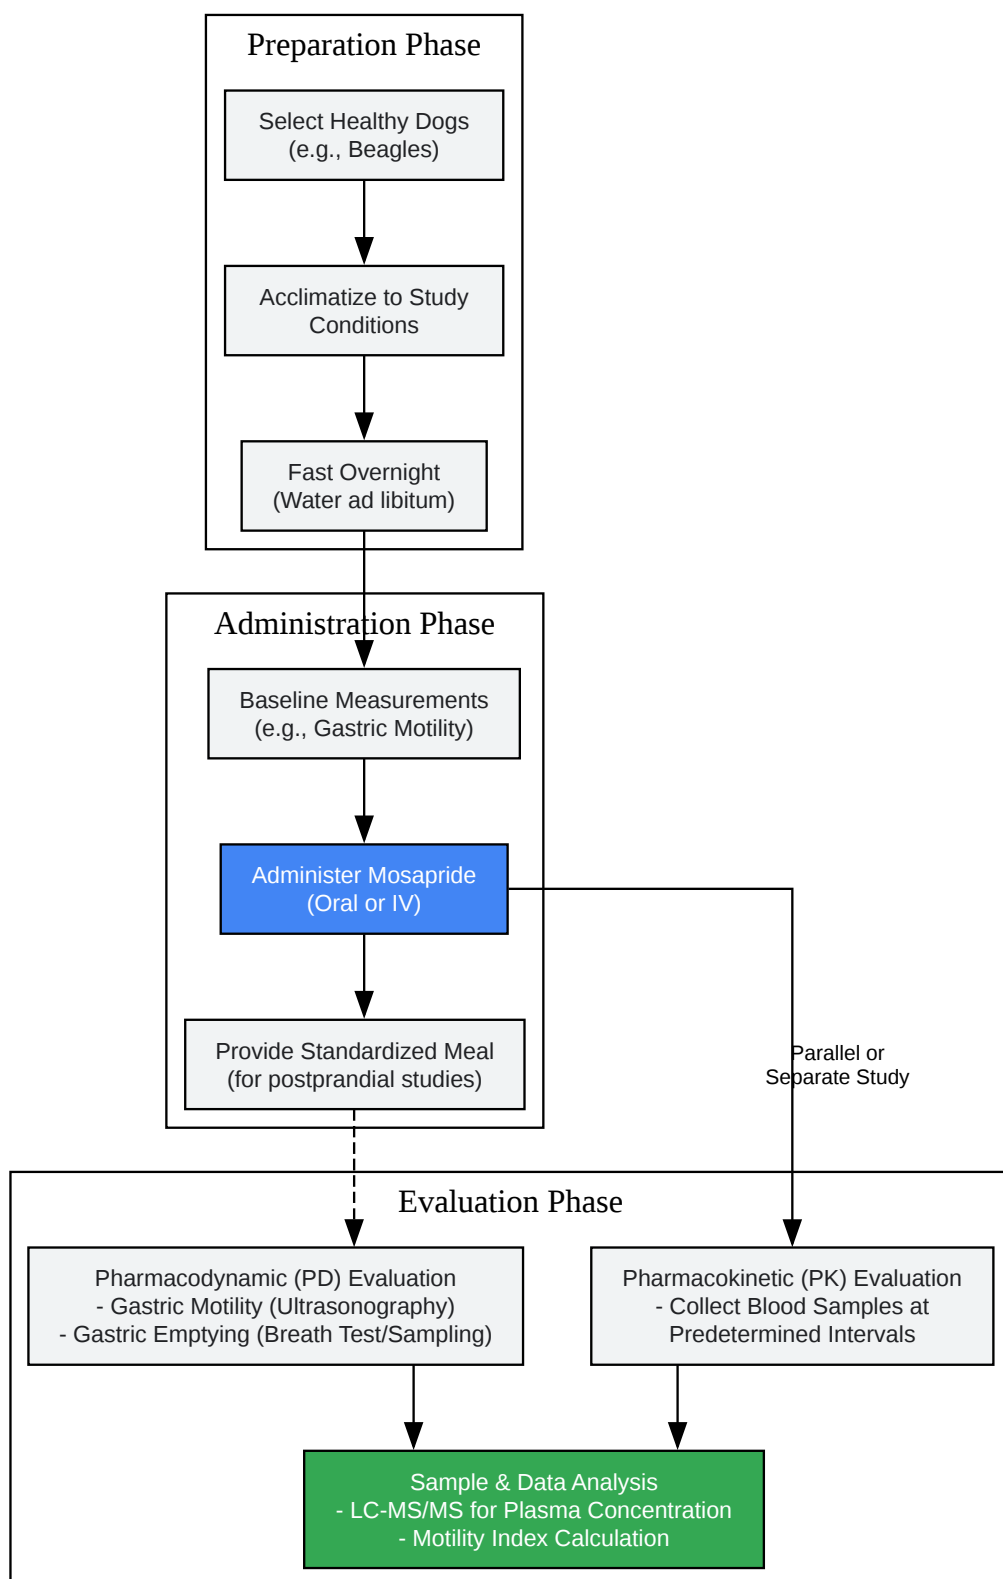 Preparation Phase
Select Healthy Dogs
(e.g., Beagles)
Acclimatize to Study
Conditions
Fast Overnight
(Water ad libitum)
Administration Phase
Baseline Measurements
(e.g., Gastric Motility)
Administer Mosapride
(Oral or IV)
Provide Standardized Meal
(for postprandial studies)
Parallel or
Separate Study
Evaluation Phase
Pharmacodynamic (PD) Evaluation
- Gastric Motility (Ultrasonography)
- Gastric Emptying (Breath Test/Sampling)
Pharmacokinetic (PK) Evaluation
- Collect Blood Samples at
Predetermined Intervals
Sample & Data Analysis
- LC-MS/MS for Plasma Concentration
- Motility Index Calculation